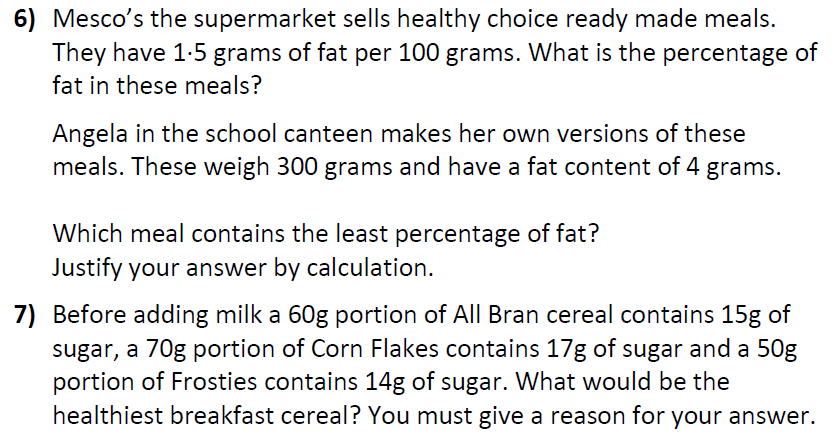 6) Mesco’s the supermarket sells healthy choice ready made meals.
They have 1·5 grams of fat per 100 grams. What is the percentage of
fat in these meals?
Angela in the school canteen makes her own versions of these
meals. These weigh 300 grams and have a fat content of 4 grams.
Which meal contains the least percentage of fat?
Justify your answer by calculation.
7) Before adding milk a 60g portion of All Bran cereal contains 15g of
sugar, a 70g portion of Corn Flakes contains 17g of sugar and a 50g
portion of Frosties contains 14g of sugar. What would be the
healthiest breakfast cereal? You must give a reason for your answer.